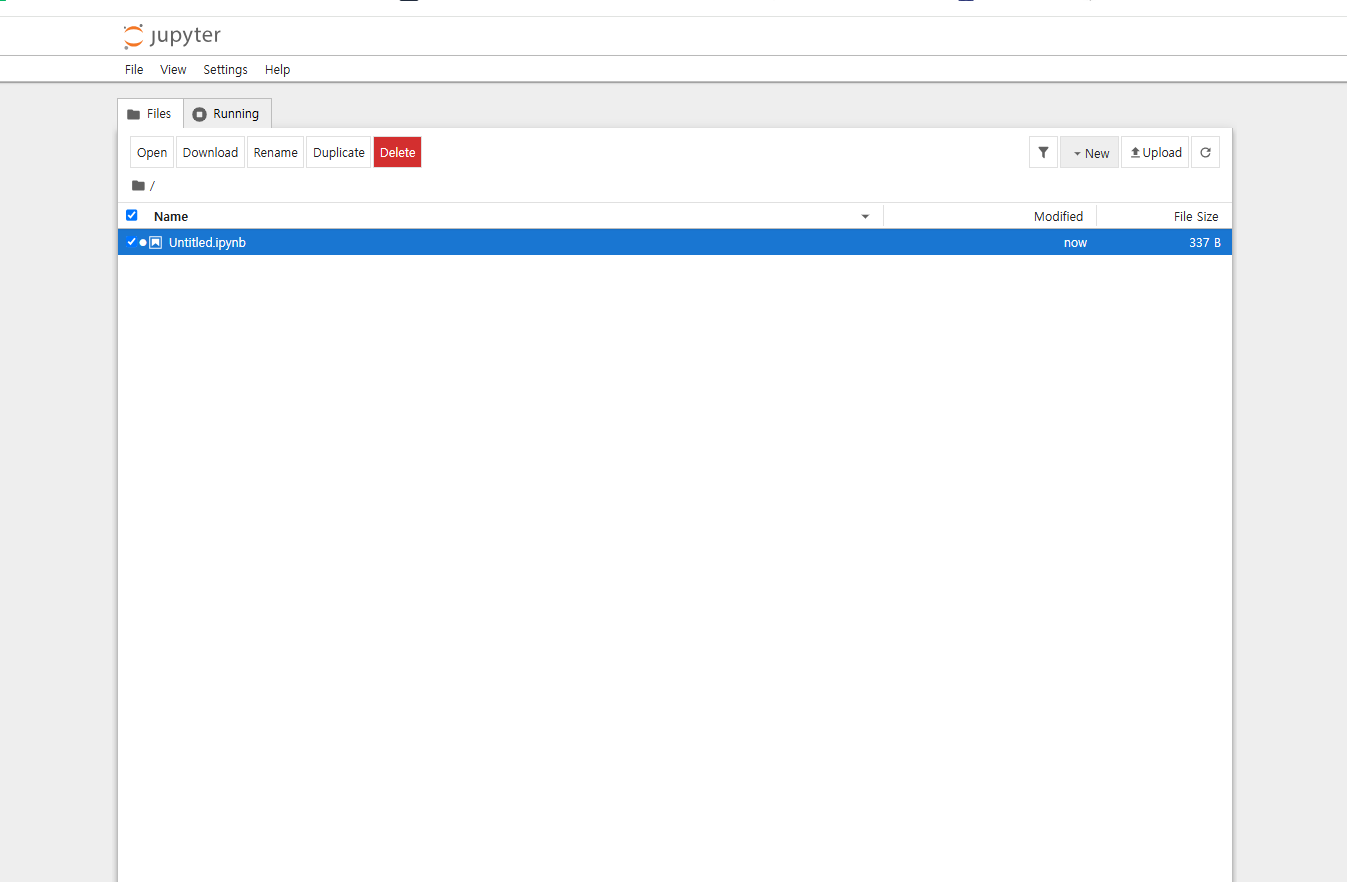 jupyter
File View Settings Help
Files Running
Open Download Rename Duplicate Delete New Upload
/
Name Modified File Size
Untitled.ipynb now 337 B